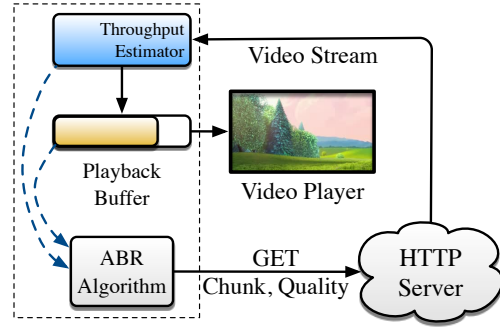 Throughput
Estimator
Video Stream
Playback
Buffer
Video Player
ABR
Algorithm
GET
Chunk, Quality
HTTP
Server